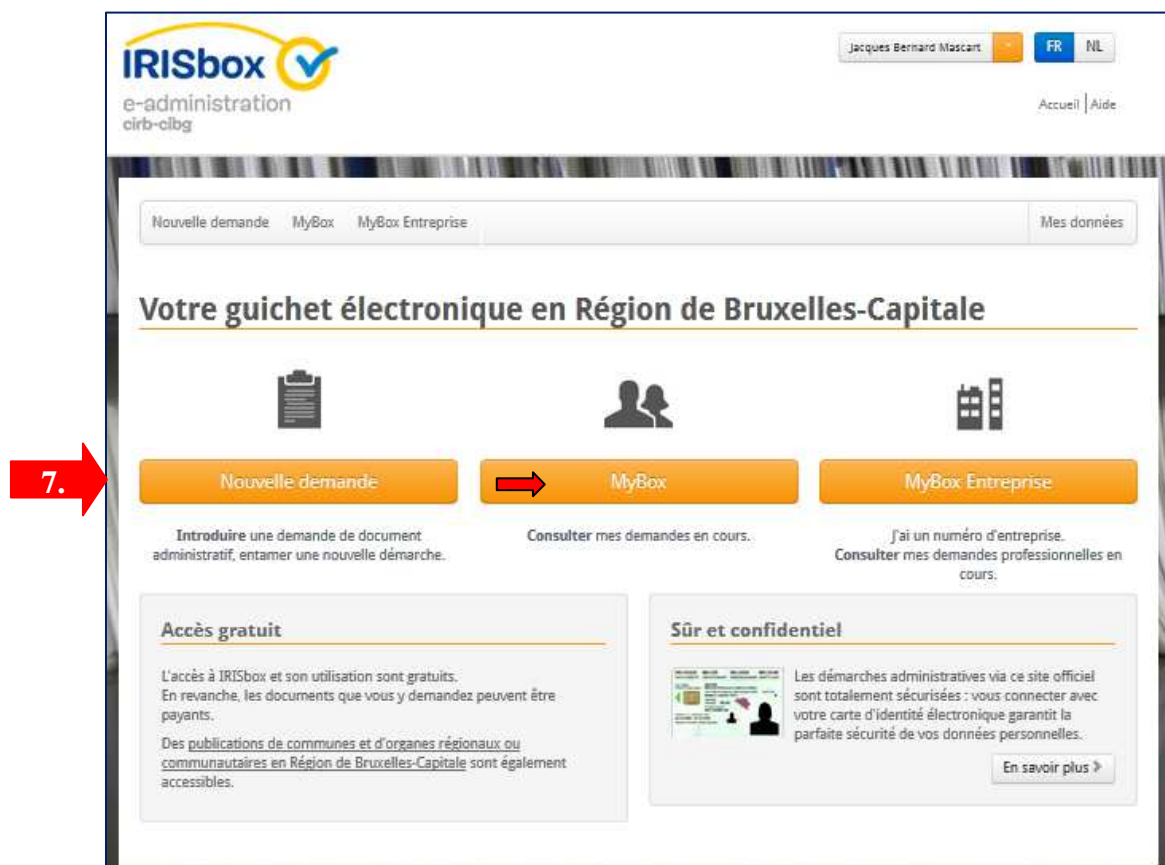 IRISbox
e-administration
cirb-cibg
Jacques Bernard Mascart
FR NL
Accueil | Aide
Nouvelle demande MyBox MyBox Entreprise Mes données
Votre guichet électronique en Région de Bruxelles-Capitale
7.
Nouvelle demande
MyBox
MyBox Entreprise
Introduire une demande de document
administratif, entamer une nouvelle démarche.
Consulter mes demandes en cours.
J'ai un numéro d'entreprise.
Consulter mes demandes professionnelles en
cours.
Accès gratuit
L'accès à IRISbox et son utilisation sont gratuits.
En revanche, les documents que vous y demandez peuvent être
payants.
Des publications de communes et d'organes régionaux ou
communautaires en Région de Bruxelles-Capitale sont également
accessibles.
Sûr et confidentiel
Les démarches administratives via ce site officiel
sont totalement sécurisées : vous connecter avec
votre carte d'identité électronique garantit la
parfaite sécurité de vos données personnelles.
En savoir plus